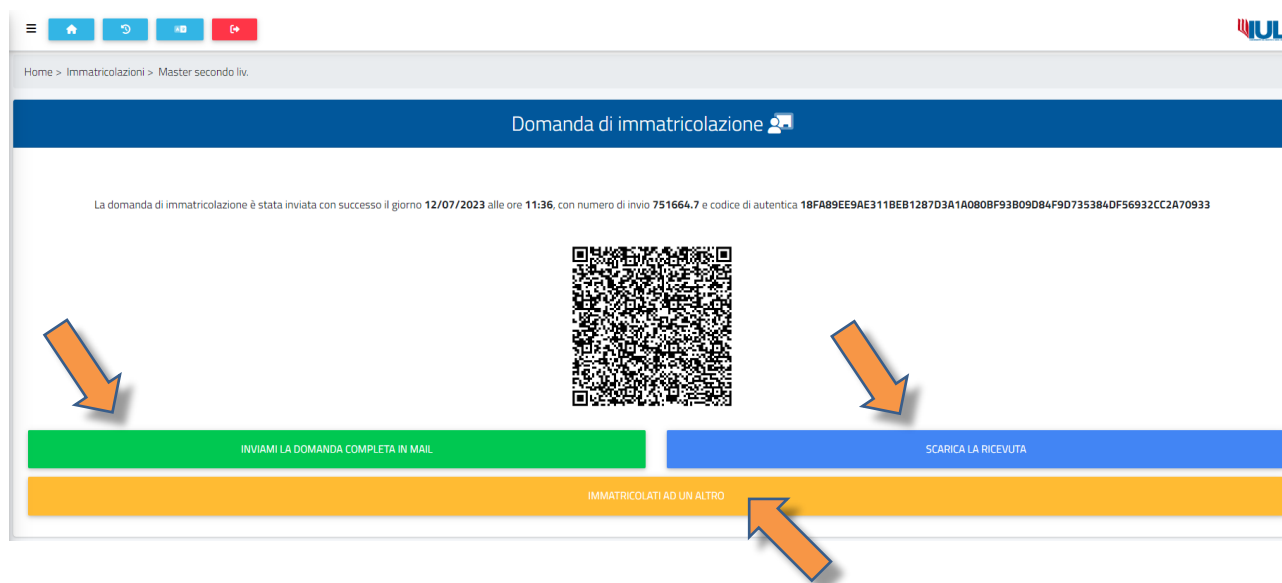 IUL
Home > Immatricolazioni > Master secondo liv.
Domanda di immatricolazione
La domanda di immatricolazione è stata inviata con successo il giorno 12/07/2023 alle ore 11:36, con numero di invio 751664.7 e codice di autentica 18FA89EE9AE311BEB1287D3A1A080BF93B09D84F9D735384DF56932CC2A70933
INVIAMI LA DOMANDA COMPLETA IN MAIL
SCARICA LA RICEVUTA
IMMATRICOLATI AD UN ALTRO